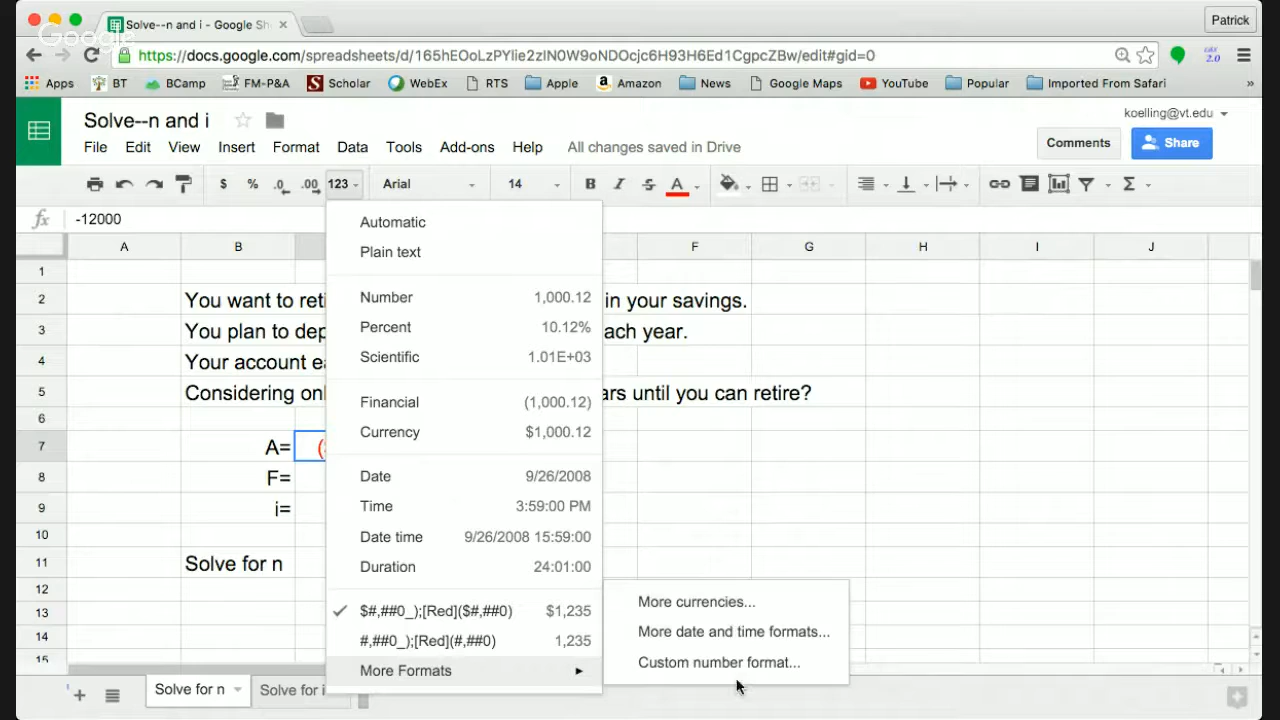 Solve--n and i - Google Sh
Patrick
Google
https://docs.google.com/spreadsheets/d/165hEOoLzPYlie2zlN0W9oNDOcjc6H93H6Ed1CgpcZBw/edit#gid=0
Apps BT BCamp FM-P&A Scholar WebEx RTS Apple Amazon News Google Maps YouTube Popular Imported From Safari »
Solve--n and i
koelling@vt.edu
File Edit View Insert Format Data Tools Add-ons Help All changes saved in Drive
Comments Share
$ % .0 .00 123 Arial 14 B I S A Σ
fx -12000
A B F G H I J
Automatic
Plain text
Number 1,000.12
Percent 10.12%
Scientific 1.01E+03
Financial (1,000.12)
Currency $1,000.12
Date 9/26/2008
Time 3:59:00 PM
Date time 9/26/2008 15:59:00
Duration 24:01:00
$#,##0_);[Red]($#,##0) $1,235
#,##0_);[Red](#,##0) 1,235
More Formats
More currencies...
More date and time formats...
Custom number format...
1
2 You want to reti in your savings.
3 You plan to dep ach year.
4 Your account ea
5 Considering onl ars until you can retire?
6
7 A= (
8 F=
9 i=
10
11 Solve for n
12
13
14
15
+ Solve for n Solve for i